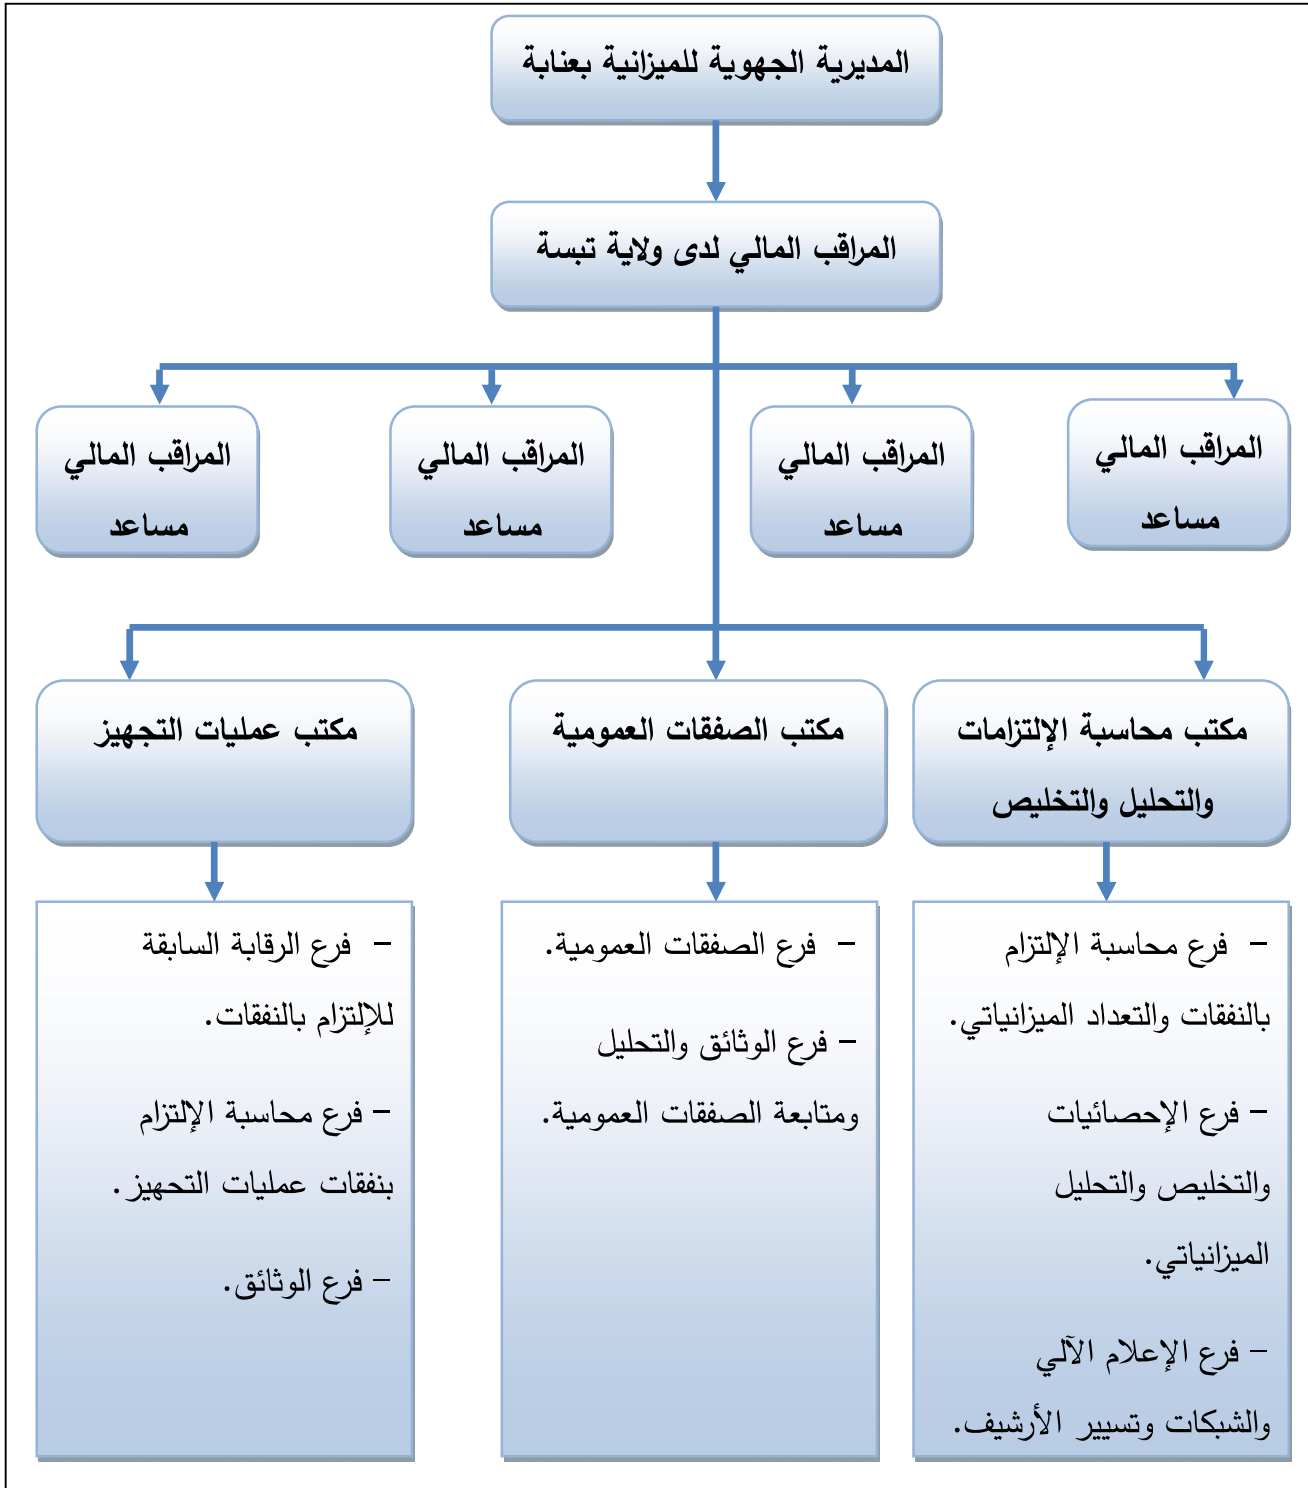 المديرية الجهوية للميزانية بعنابة
المراقب المالي لدى ولاية تبسة
المراقب المالي
مساعد
المراقب المالي
مساعد
المراقب المالي
مساعد
المراقب المالي
مساعد
مكتب محاسبة الإلتزامات
والتحليل والتخليص
مكتب الصفقات العمومية
مكتب عمليات التجهيز
- فرع محاسبة الإلتزام
بالنفقات والتعداد الميزانياتي.
- فرع الإحصائيات
والتخليص والتحليل
الميزانياتي.
- فرع الإعلام الآلي
والشبكات وتسيير الأرشيف.
- فرع الصفقات العمومية.
- فرع الوثائق والتحليل
ومتابعة الصفقات العمومية.
- فرع الرقابة السابقة
للإلتزام بالنفقات.
- فرع محاسبة الإلتزام
بنفقات عمليات التحهيز.
- فرع الوثائق.